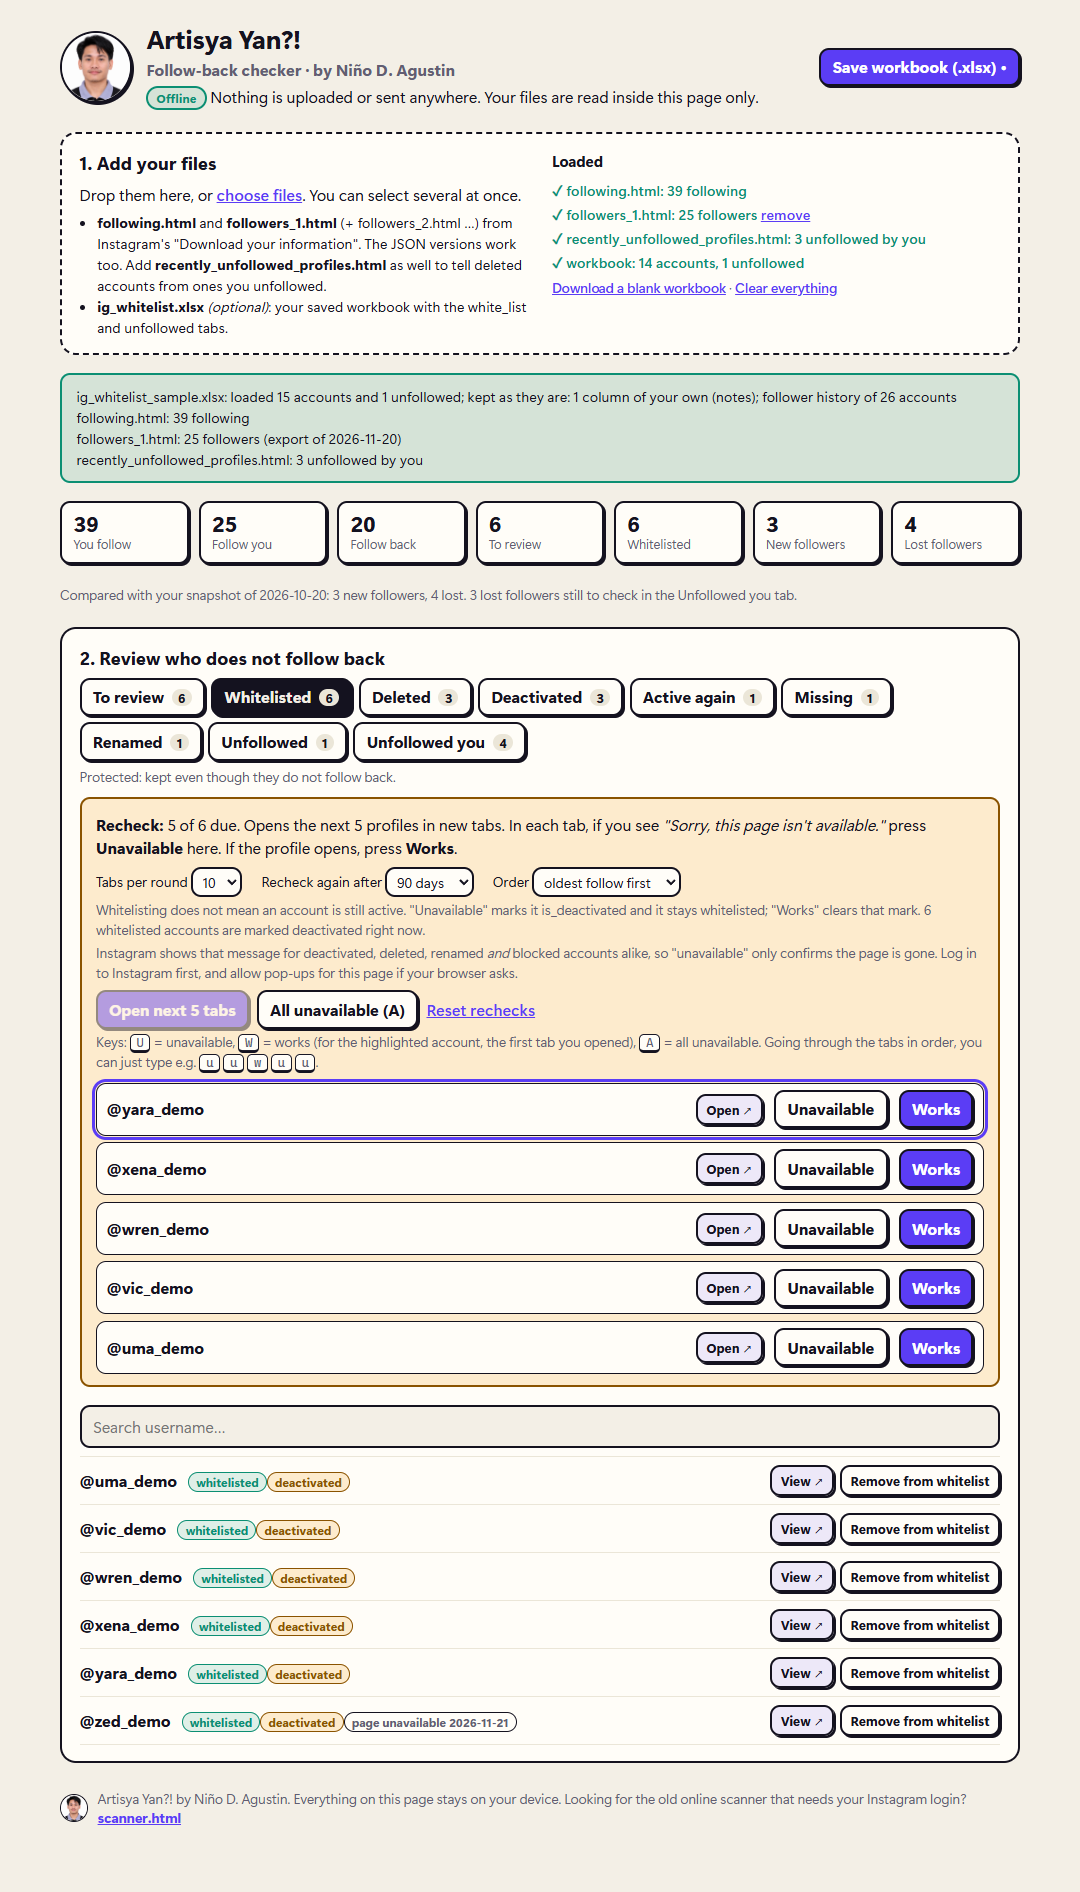 Artisya Yan?!
Follow-back checker · by Niño D. Agustin
Offline Nothing is uploaded or sent anywhere. Your files are read inside this page only.
Save workbook (.xlsx) •
1. Add your files
Drop them here, or choose files. You can select several at once.
• following.html and followers_1.html (+ followers_2.html ...) from
Instagram's "Download your information". The JSON versions work
too. Add recently_unfollowed_profiles.html as well to tell deleted
accounts from ones you unfollowed.
• ig_whitelist.xlsx (optional): your saved workbook with the white_list
and unfollowed tabs.
Loaded
✓ following.html: 39 following
✓ followers_1.html: 25 followers remove
✓ recently_unfollowed_profiles.html: 3 unfollowed by you
✓ workbook: 14 accounts, 1 unfollowed
Download a blank workbook · Clear everything
ig_whitelist_sample.xlsx: loaded 15 accounts and 1 unfollowed; kept as they are: 1 column of your own (notes); follower history of 26 accounts
following.html: 39 following
followers_1.html: 25 followers (export of 2026-11-20)
recently_unfollowed_profiles.html: 3 unfollowed by you
39
You follow
25
Follow you
20
Follow back
6
To review
6
Whitelisted
3
New followers
4
Lost followers
Compared with your snapshot of 2026-10-20: 3 new followers, 4 lost. 3 lost followers still to check in the Unfollowed you tab.
2. Review who does not follow back
To review 6
Whitelisted 6
Deleted 3
Deactivated 3
Active again 1
Missing 1
Renamed 1
Unfollowed 1
Unfollowed you 4
Protected: kept even though they do not follow back.
Recheck: 5 of 6 due. Opens the next 5 profiles in new tabs. In each tab, if you see "Sorry, this page isn't available." press
Unavailable here. If the profile opens, press Works.
Tabs per round 10 Recheck again after 90 days Order oldest follow first
Whitelisting does not mean an account is still active. "Unavailable" marks it is_deactivated and it stays whitelisted; "Works" clears that mark. 6
whitelisted accounts are marked deactivated right now.
Instagram shows that message for deactivated, deleted, renamed and blocked accounts alike, so "unavailable" only confirms the page is gone. Log in
to Instagram first, and allow pop-ups for this page if your browser asks.
Open next 5 tabs All unavailable (A) Reset rechecks
Keys: U = unavailable, W = works (for the highlighted account, the first tab you opened), A = all unavailable. Going through the tabs in order, you
can just type e.g. u u w u u.
@yara_demo Open ↗ Unavailable Works
@xena_demo Open ↗ Unavailable Works
@wren_demo Open ↗ Unavailable Works
@vic_demo Open ↗ Unavailable Works
@uma_demo Open ↗ Unavailable Works
Search username...
@uma_demo whitelisted deactivated View ↗ Remove from whitelist
@vic_demo whitelisted deactivated View ↗ Remove from whitelist
@wren_demo whitelisted deactivated View ↗ Remove from whitelist
@xena_demo whitelisted deactivated View ↗ Remove from whitelist
@yara_demo whitelisted deactivated View ↗ Remove from whitelist
@zed_demo whitelisted deactivated page unavailable 2026-11-21 View ↗ Remove from whitelist
Artisya Yan?! by Niño D. Agustin. Everything on this page stays on your device. Looking for the old online scanner that needs your Instagram login?
scanner.html